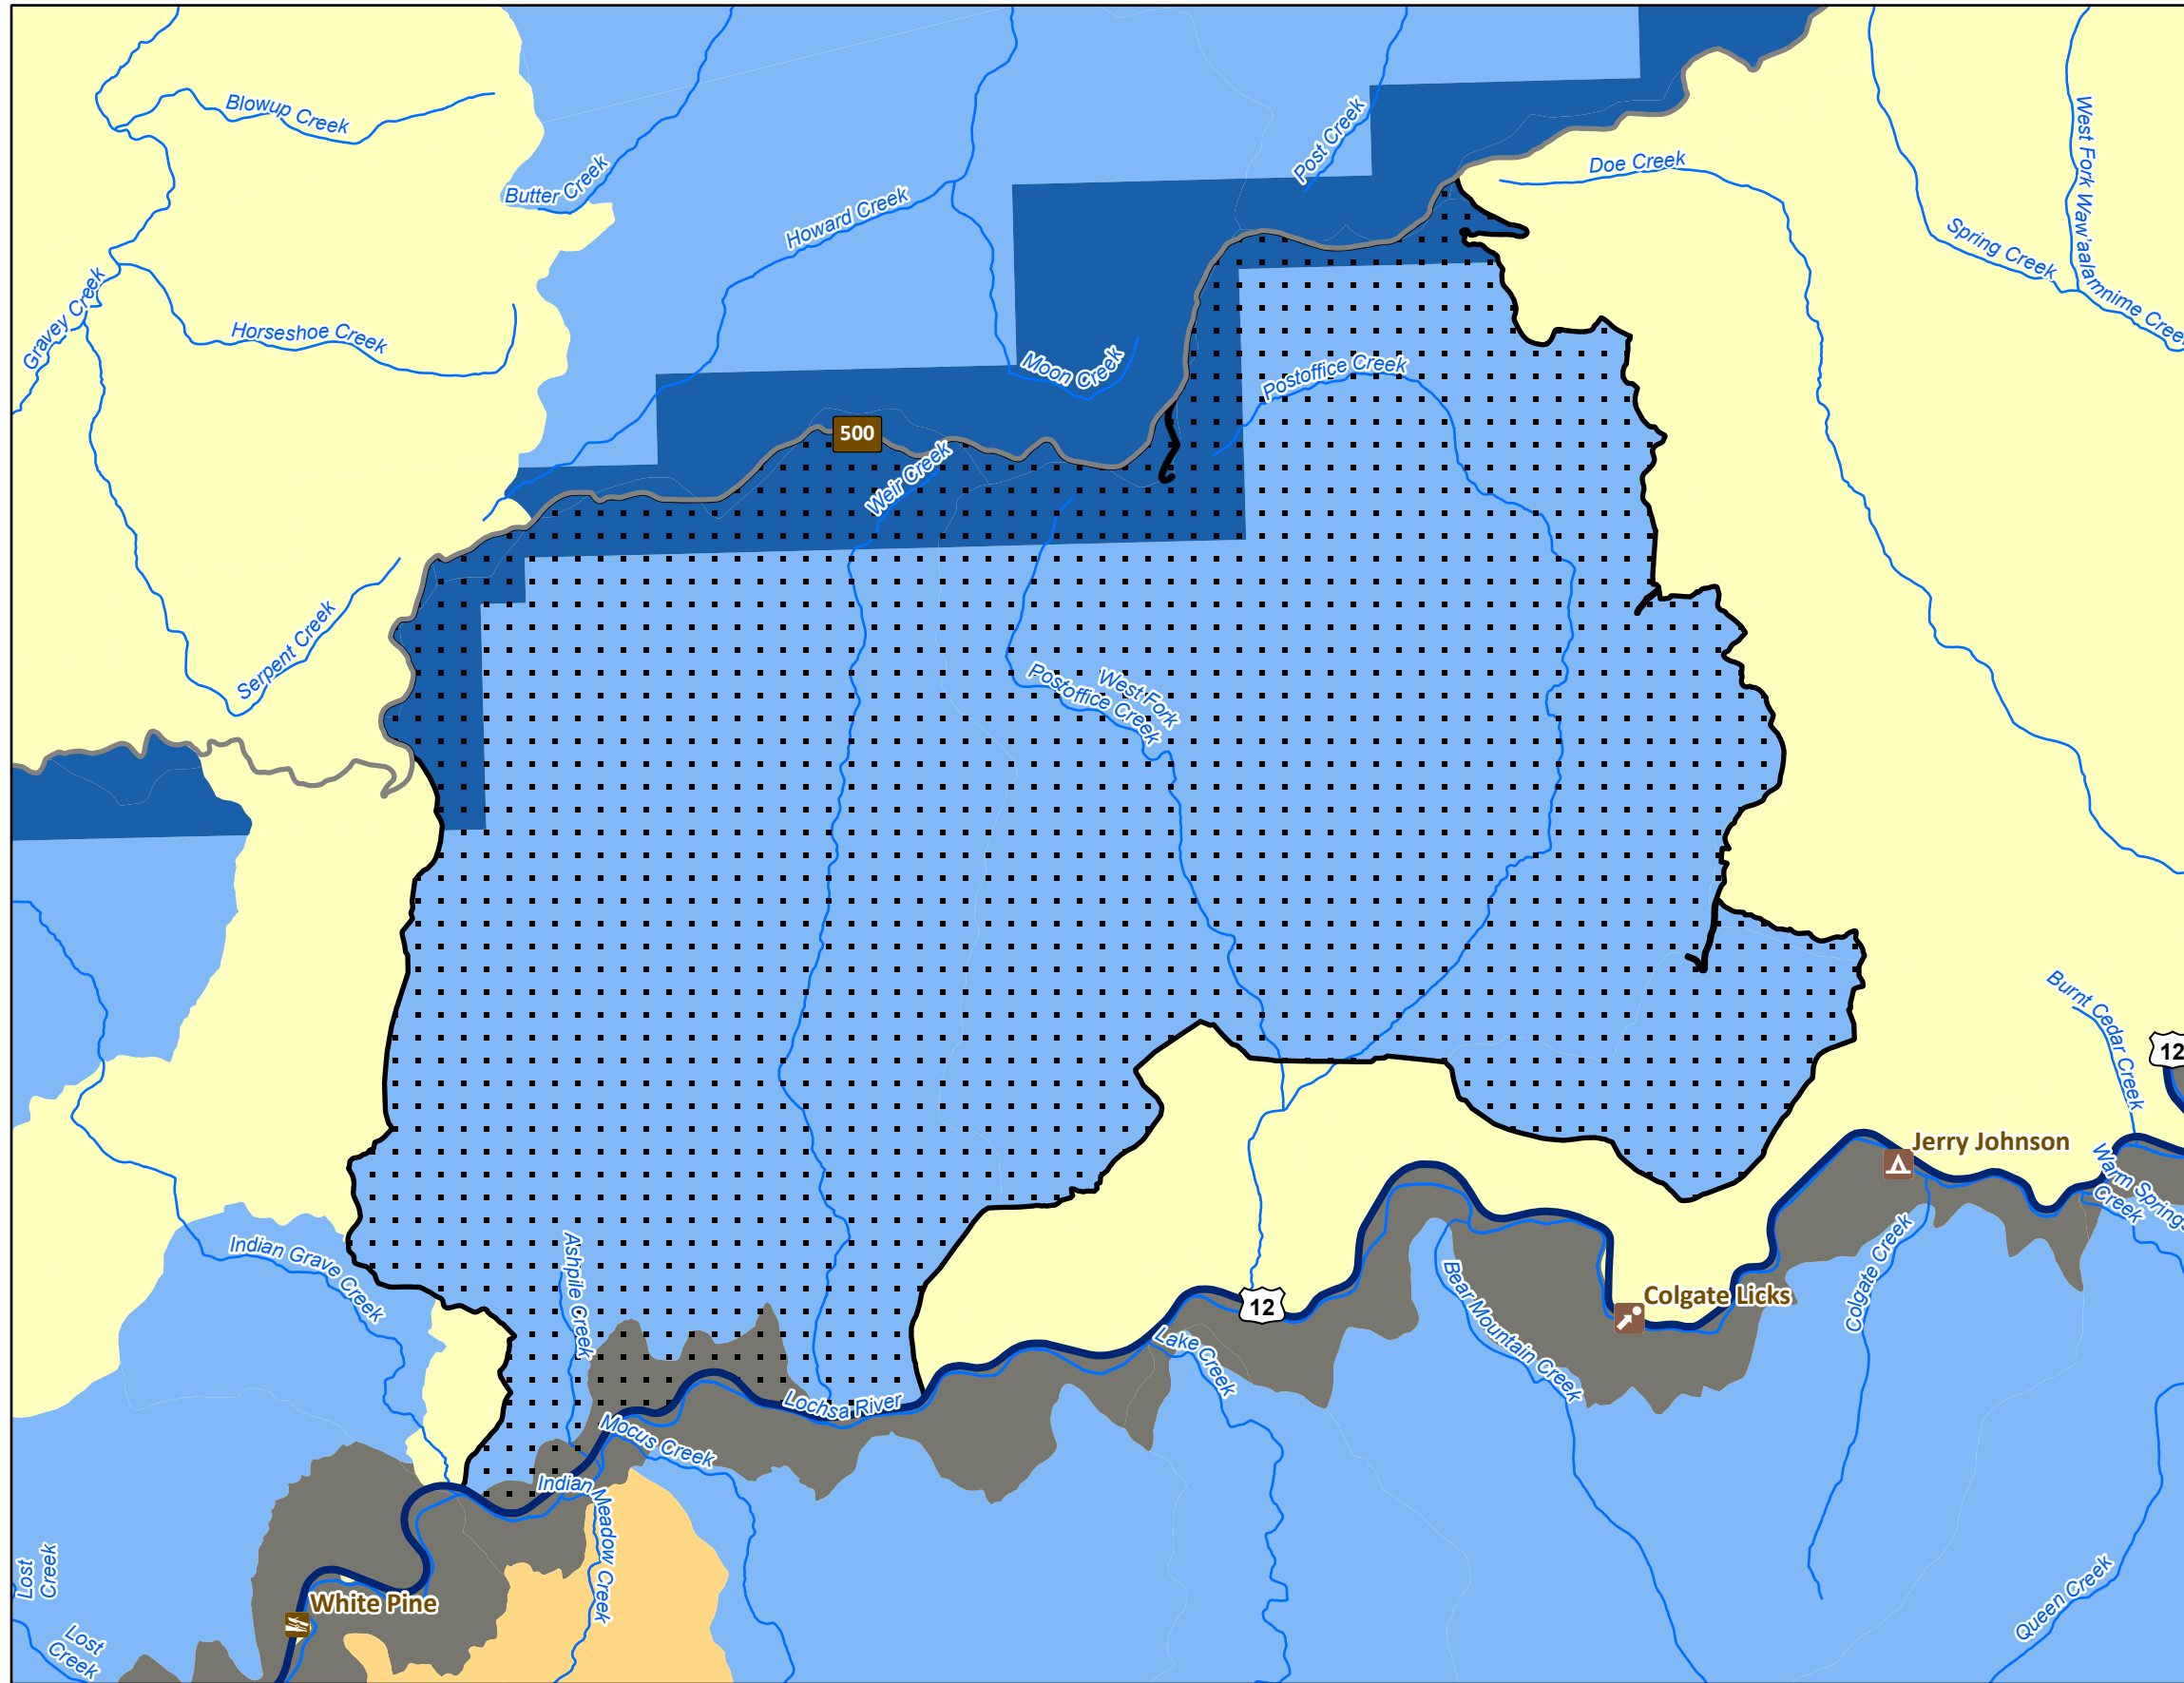 Blowup Creek
Butter Creek
Howard Creek
Post Creek
Doe Creek
Spring Creek
West Fork Waw'aalamnime Creek
Gravey Creek
Horseshoe Creek
Moon Creek
Postoffice Creek
500
Weir Creek
Serpent Creek
West Fork
Postoffice Creek
Burnt Cedar Creek
12
Jerry Johnson
Warm Springs
Creek
Indian Grave Creek
Ashpile Creek
Colgate Creek
Bear Mountain Creek
Colgate Licks
12
Lake Creek
Lochsa River
Mocus Creek
Indian Meadow Creek
Lost
Creek
White Pine
Lost
Creek
Queen Creek